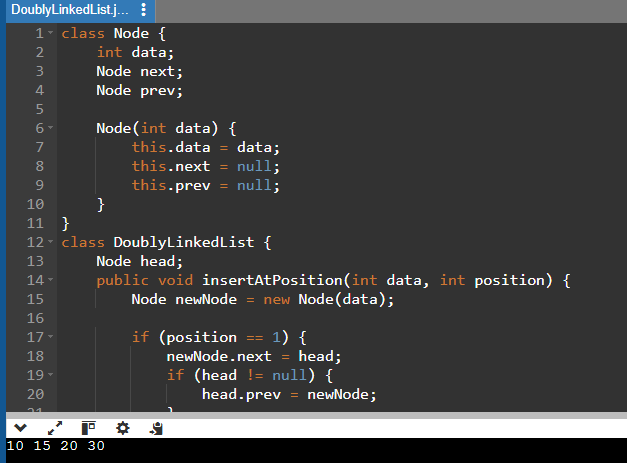 DoublyLinkedList.j...
1 class Node {
2 int data;
3 Node next;
4 Node prev;
5
6 Node(int data) {
7 this.data = data;
8 this.next = null;
9 this.prev = null;
10 }
11 }
12 class DoublyLinkedList {
13 Node head;
14 public void insertAtPosition(int data, int position) {
15 Node newNode = new Node(data);
16
17 if (position == 1) {
18 newNode.next = head;
19 if (head != null) {
20 head.prev = newNode;
21 }
10 15 20 30